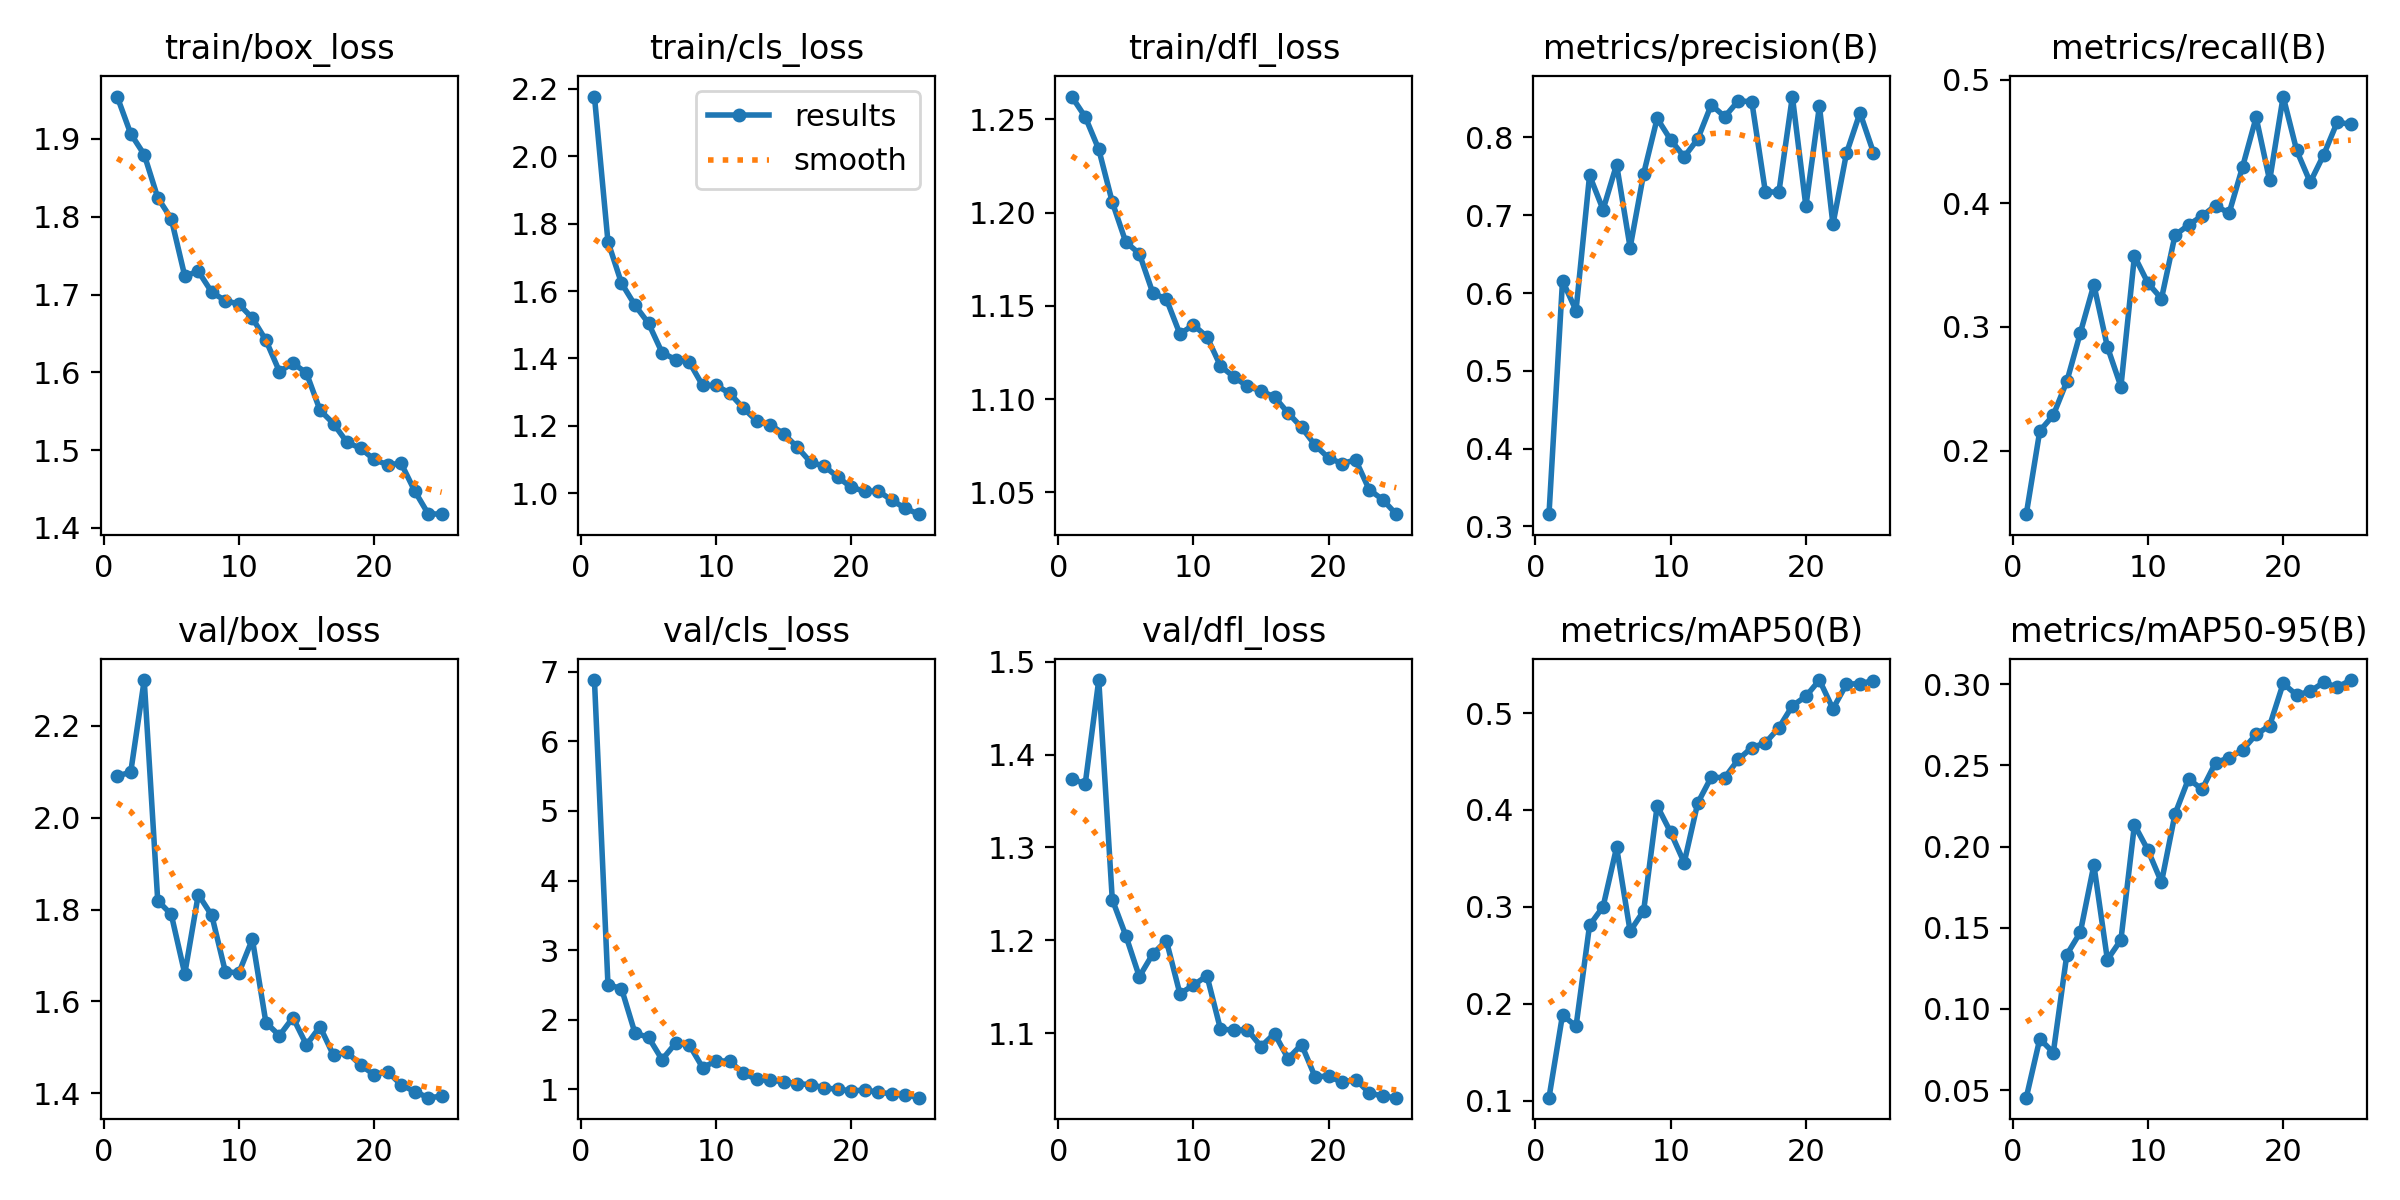 train/box_loss
train/cls_loss
train/dfl_loss
metrics/precision(B)
metrics/recall(B)
1.9
1.8
1.7
1.6
1.5
1.4
0 10 20
2.2
2.0
1.8
1.6
1.4
1.2
1.0
results
smooth
0 10 20
1.25
1.20
1.15
1.10
1.05
0 10 20
0.8
0.7
0.6
0.5
0.4
0.3
0 10 20
0.5
0.4
0.3
0.2
0 10 20
val/box_loss
val/cls_loss
val/dfl_loss
metrics/mAP50(B)
metrics/mAP50-95(B)
2.2
2.0
1.8
1.6
1.4
0 10 20
7
6
5
4
3
2
1
0 10 20
1.5
1.4
1.3
1.2
1.1
0 10 20
0.5
0.4
0.3
0.2
0.1
0 10 20
0.30
0.25
0.20
0.15
0.10
0.05
0 10 20